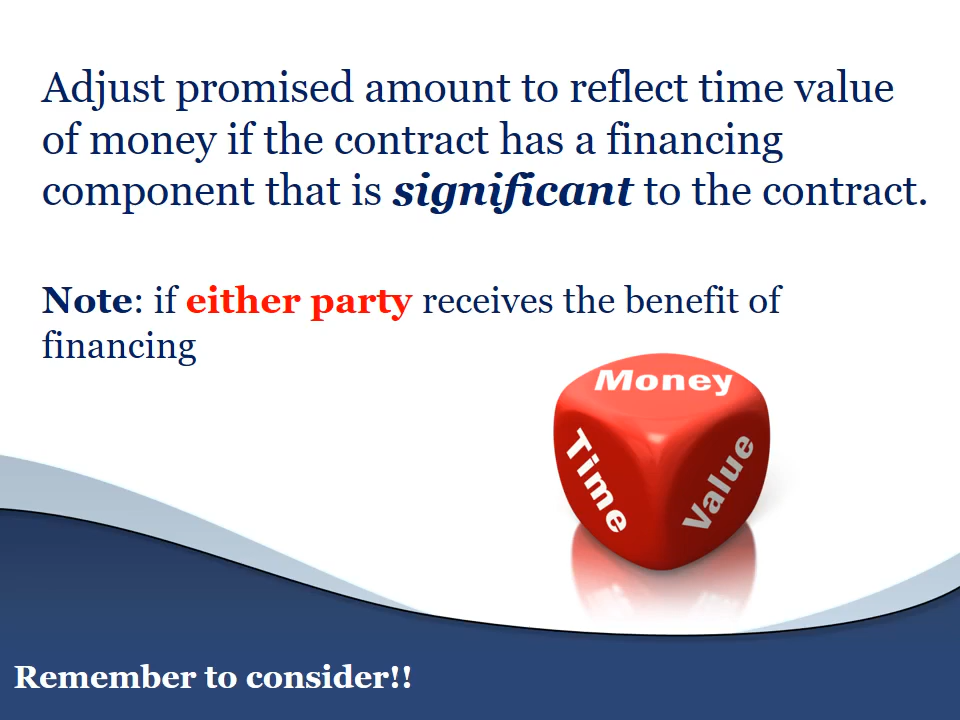 Adjust promised amount to reflect time value
of money if the contract has a financing
component that is significant to the contract.
Note: if either party receives the benefit of
financing
Money
Time
Value
Remember to consider!!